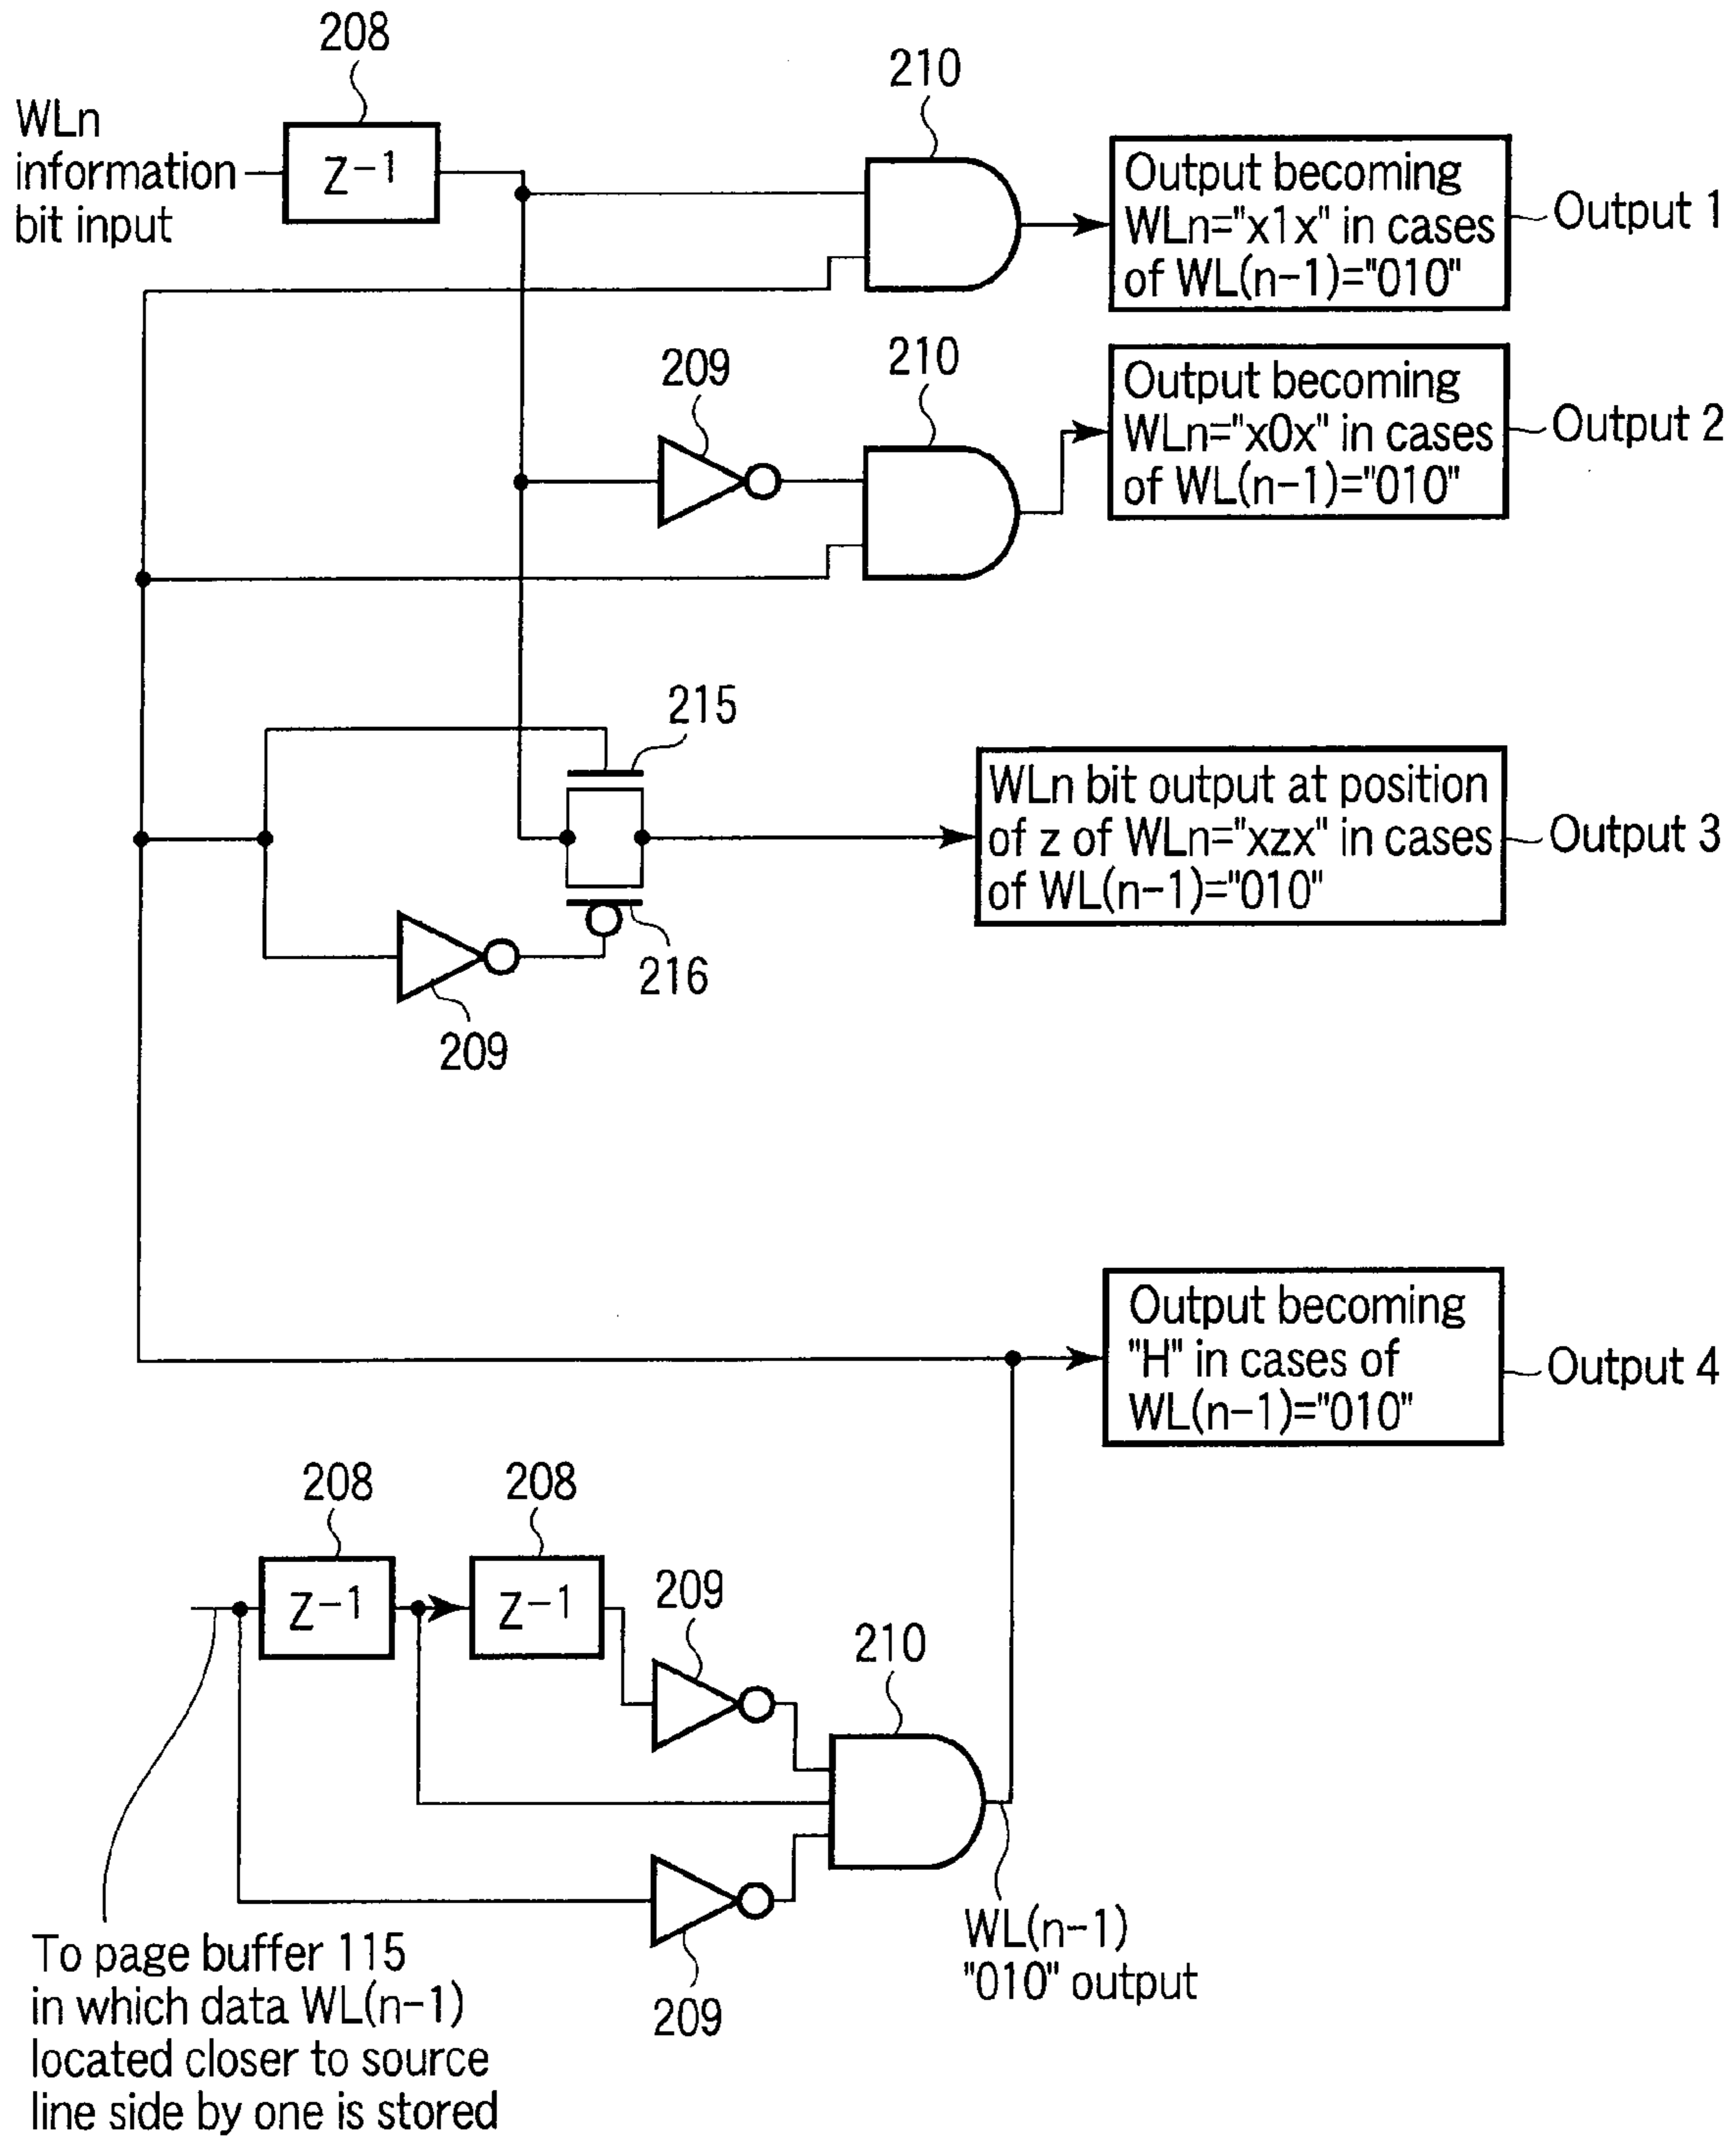 208
WLn
information
bit input
Z⁻¹
210
Output becoming
WLn="x1x" in cases
of WL(n-1)="010"
Output 1
209
210
Output becoming
WLn="x0x" in cases
of WL(n-1)="010"
Output 2
215
WLn bit output at position
of z of WLn="xzx" in cases
of WL(n-1)="010"
Output 3
216
209
Output becoming
"H" in cases of
WL(n-1)="010"
Output 4
208
208
Z⁻¹
Z⁻¹
209
210
209
WL(n-1)
"010" output
To page buffer 115
in which data WL(n-1)
located closer to source
line side by one is stored